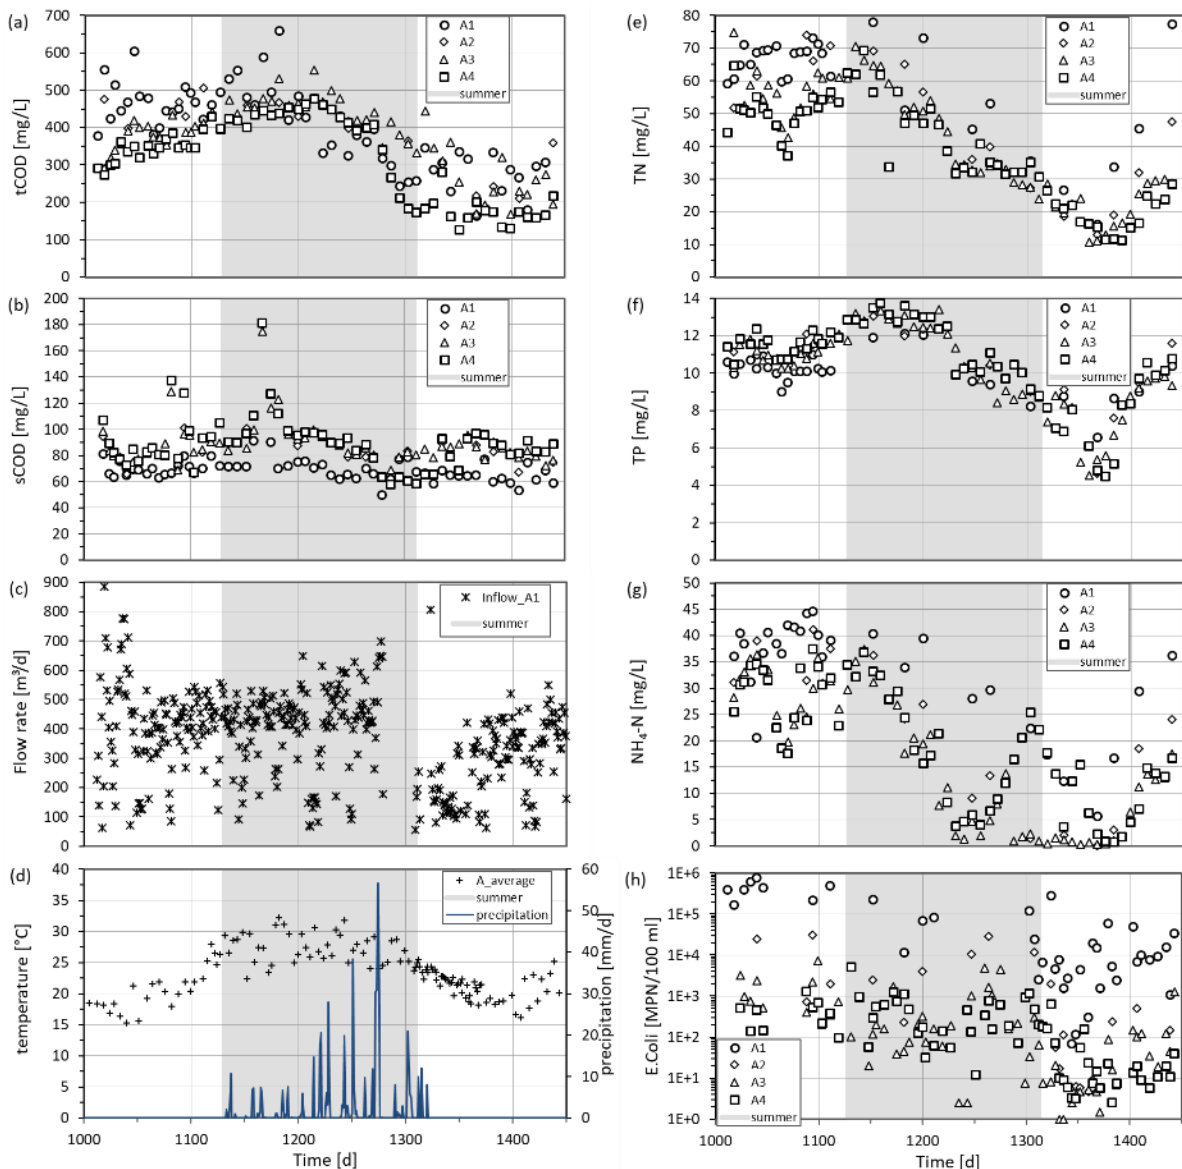 (a)
tCOD [mg/L]
700
600
500
400
300
200
100
0
A1
A2
A3
A4
summer
(b)
sCOD [mg/L]
200
180
160
140
120
100
80
60
40
20
0
A1
A2
A3
A4
summer
(c)
Flow rate [m³/d]
900
800
700
600
500
400
300
200
100
0
Inflow_A1
summer
(d)
temperature [°C]
40
35
30
25
20
15
10
5
0
A_average
summer
precipitation
60
50
40
30
20
10
0
precipitation [mm/d]
1000
1100
1200
1300
1400
Time [d]
(e)
TN [mg/L]
80
70
60
50
40
30
20
10
0
A1
A2
A3
A4
summer
(f)
TP [mg/L]
14
12
10
8
6
4
2
0
A1
A2
A3
A4
summer
(g)
NH₄-N [mg/L]
50
45
40
35
30
25
20
15
10
5
0
A1
A2
A3
A4
summer
(h)
E.Coli [MPN/100 ml]
1E+6
1E+5
1E+4
1E+3
1E+2
1E+1
1E+0
A1
A2
A3
A4
summer
1000
1100
1200
1300
1400
Time [d]